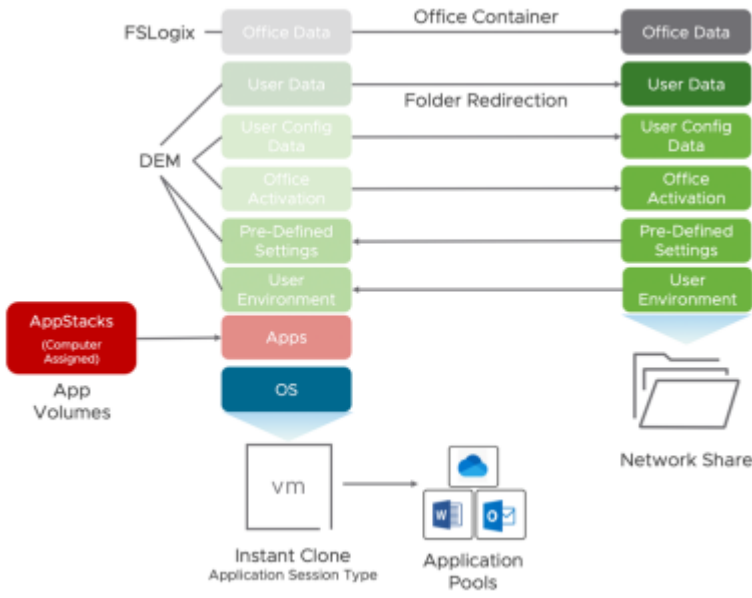 Office Container
FSLogix
Office Data
Office Data
User Data
User Data
Folder Redirection
User Config
Data
User Config
Data
DEM
Office
Activation
Office
Activation
Pre-Defined
Settings
Pre-Defined
Settings
User
Environment
User
Environment
AppStacks
(Computer
Assigned)
Apps
App
Volumes
OS
Network Share
vm
W
O
Instant Clone
Application Session Type
Application
Pools